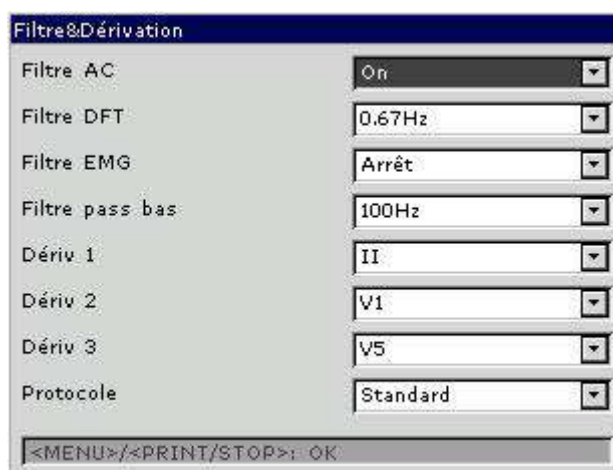 Filtre&Dérivation
Filtre AC On
Filtre DFT 0.67Hz
Filtre EMG Arrêt
Filtre pass bas 100Hz
Dériv 1 II
Dériv 2 V1
Dériv 3 V5
Protocole Standard
<MENU>/<PRINT/STOP>: OK